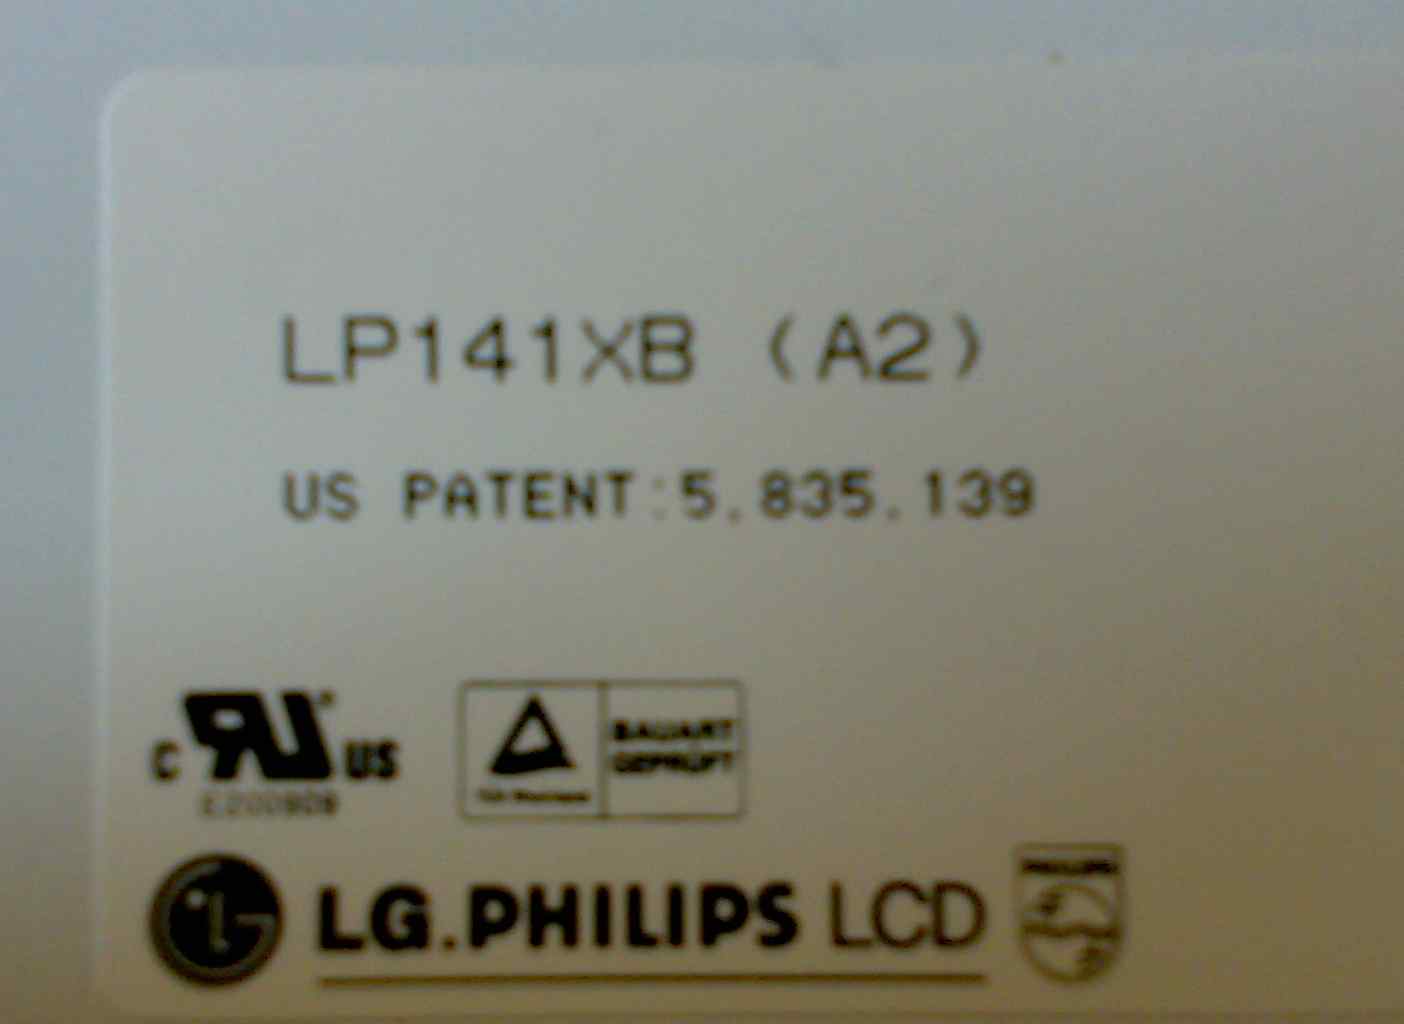 LP141XB (A2)
US PATENT:5,835,139
C US
BAUART
GEPRÜFT
LG.PHILIPS LCD
PHILIPS